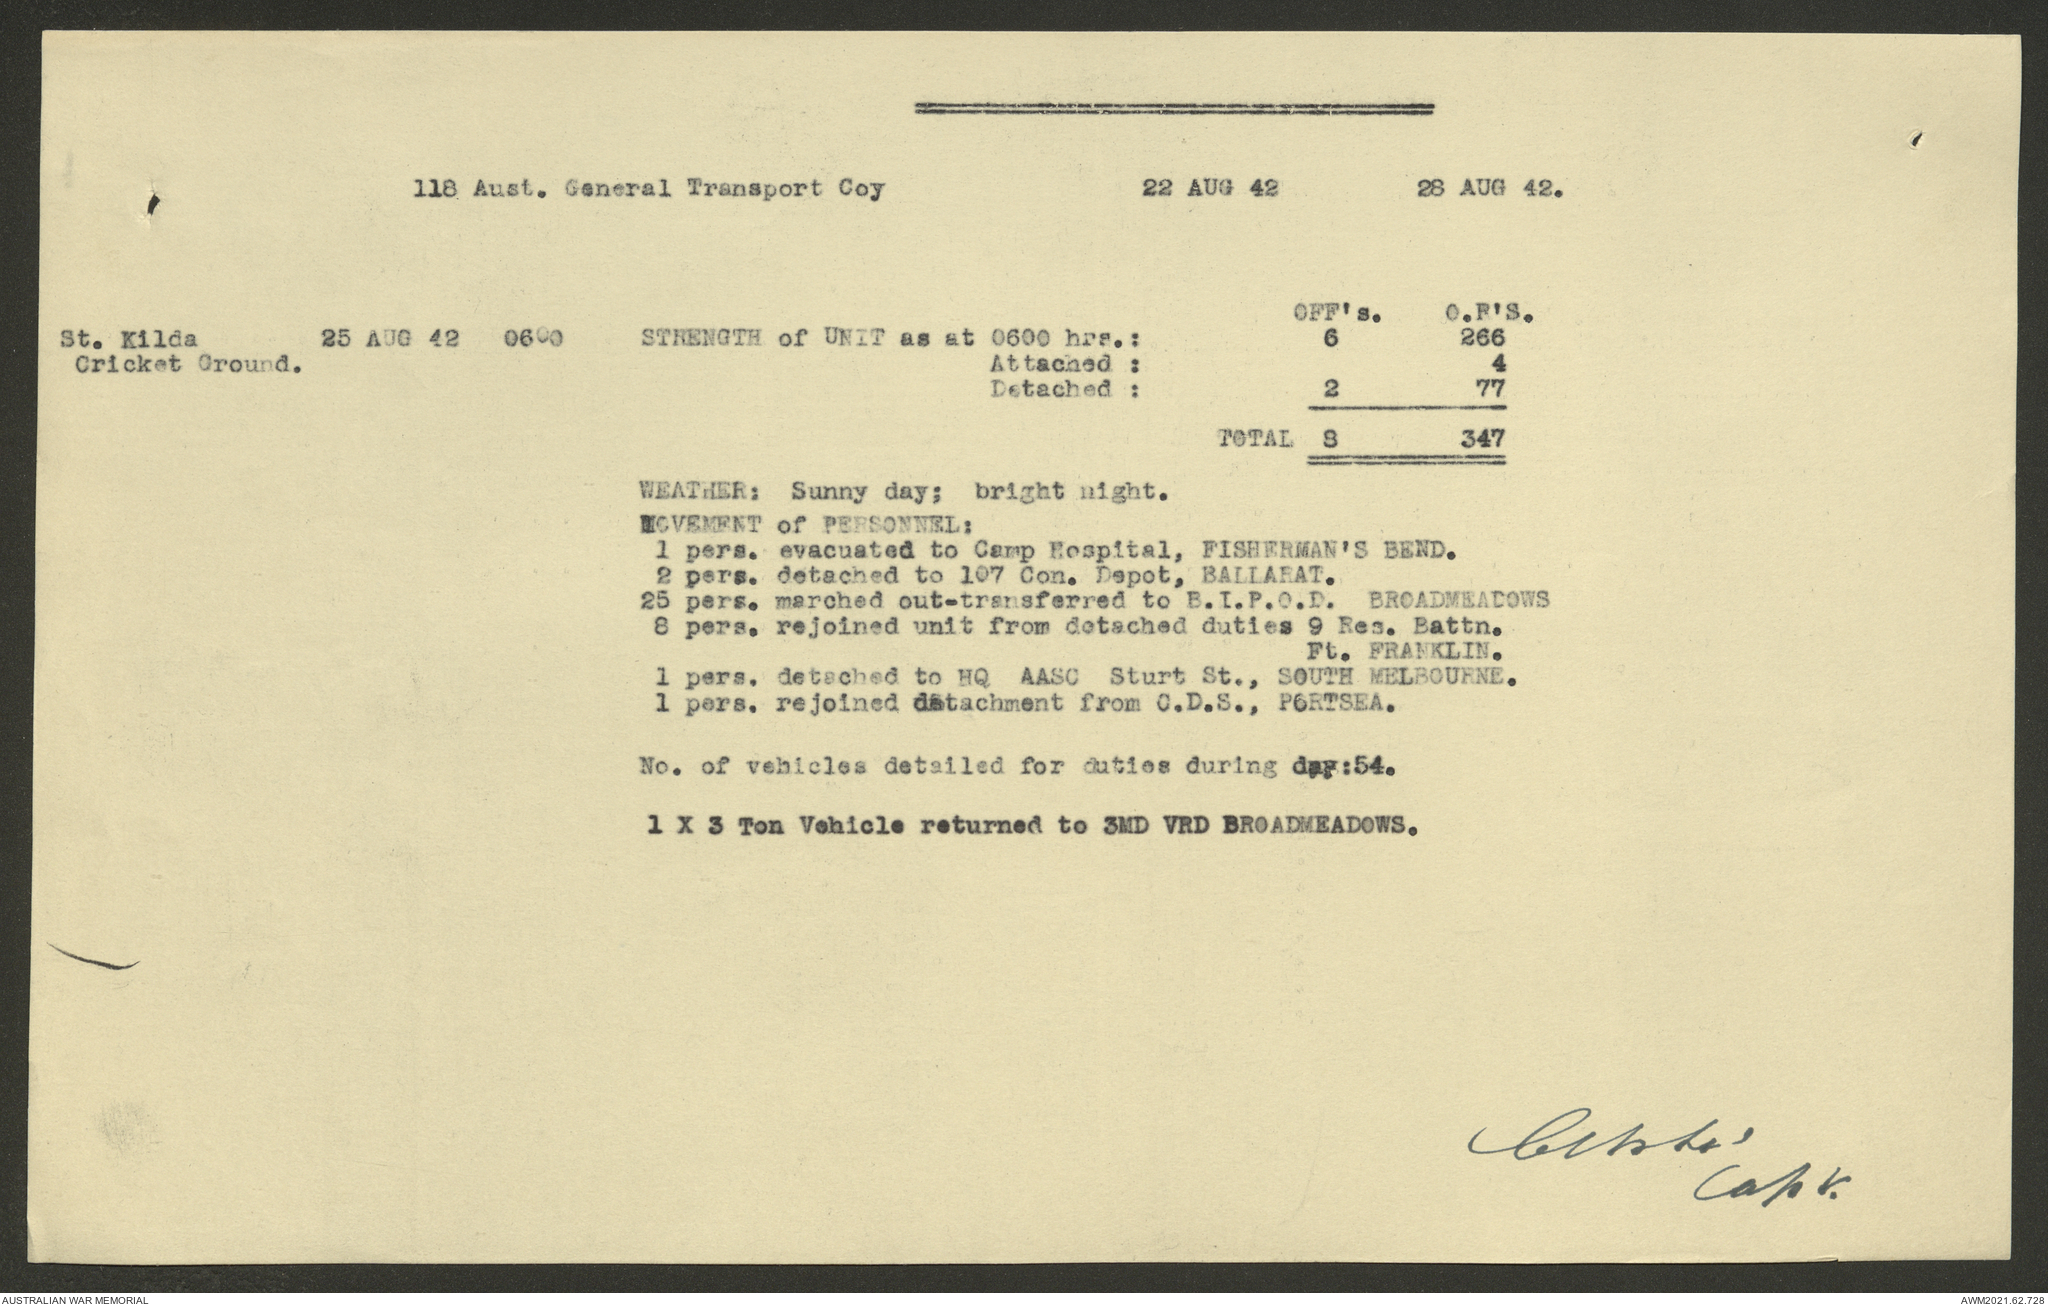 118 Aust. General Transport Coy 22 AUG 42 28 AUG 42.
OFF's. O.R'S.
St. Kilda 25 AUG 42 0600 STRENGTH of UNIT as at 0600 hrs.: 6 266
Cricket Ground. Attached : 4
Detached : 2 77
TOTAL 8 347
WEATHER: Sunny day; bright night.
MOVEMENT of PERSONNEL:
1 pers. evacuated to Camp Hospital, FISHERMAN'S BEND.
2 pers. detached to 107 Con. Depot, BALLARAT.
25 pers. marched out-transferred to B.I.P.O.D. BROADMEADOWS
8 pers. rejoined unit from detached duties 9 Res. Battn.
Ft. FRANKLIN.
1 pers. detached to HQ AASC Sturt St., SOUTH MELBOURNE.
1 pers. rejoined detachment from C.D.S., PORTSEA.
No. of vehicles detailed for duties during day:54.
1 X 3 Ton Vehicle returned to 3MD VRD BROADMEADOWS.
Capt.
AUSTRALIAN WAR MEMORIAL AWM2021.62.728